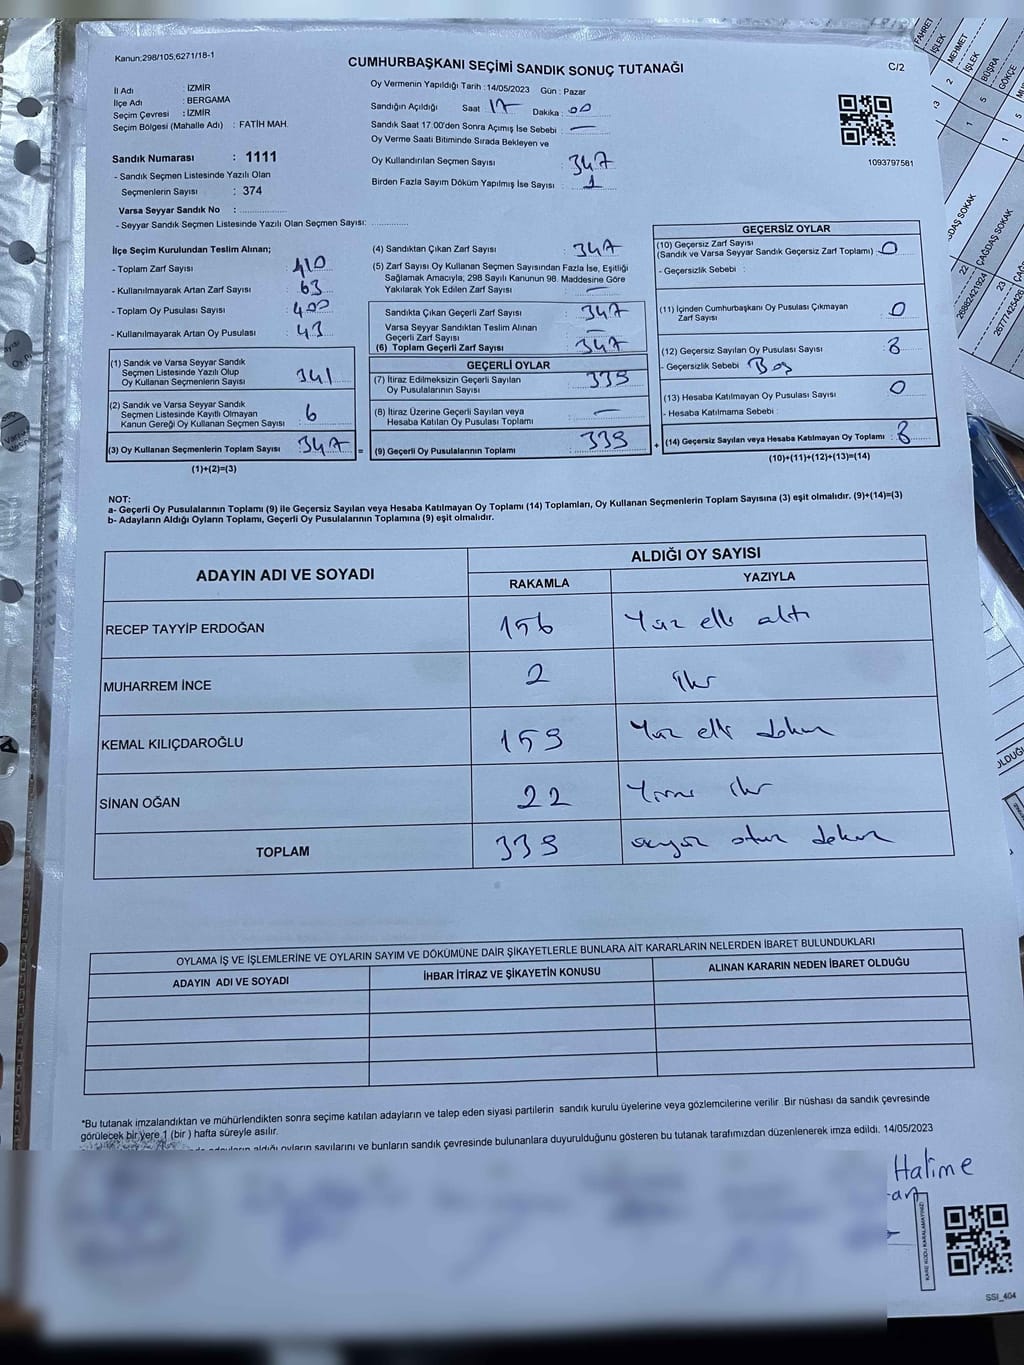 Kanun:298/105,6271/18-1
CUMHURBAŞKANI SEÇİMİ SANDIK SONUÇ TUTANAĞI
C/2
İl Adı : İZMİR
İlçe Adı : BERGAMA
Seçim Çevresi : İZMİR
Seçim Bölgesi (Mahalle Adı) : FATİH MAH.
Sandık Numarası : 1111
- Sandık Seçmen Listesinde Yazılı Olan
Seçmenlerin Sayısı : 374
Varsa Seyyar Sandık No :
- Seyyar Sandık Seçmen Listesinde Yazılı Olan Seçmen Sayısı:
Oy Vermenin Yapıldığı Tarih :14/05/2023 Gün : Pazar
Sandığın Açıldığı Saat 17 Dakika : 00
Sandık Saat 17.00'den Sonra Açımış İse Sebebi : —
Oy Verme Saati Bitiminde Sırada Bekleyen ve
Oy Kullandırılan Seçmen Sayısı : 347
Birden Fazla Sayım Döküm Yapılmış İse Sayısı : 1
1093797581
İlçe Seçim Kurulundan Teslim Alınan;
- Toplam Zarf Sayısı : 410
- Kullanılmayarak Artan Zarf Sayısı : 63
- Toplam Oy Pusulası Sayısı : 400
- Kullanılmayarak Artan Oy Pusulası : 43
(1) Sandık ve Varsa Seyyar Sandık
Seçmen Listesinde Yazılı Olup
Oy Kullanan Seçmenlerin Sayısı : 341
(2) Sandık ve Varsa Seyyar Sandık
Seçmen Listesinde Kayıtlı Olmayan
Kanun Gereği Oy Kullanan Seçmen Sayısı : 6
(3) Oy Kullanan Seçmenlerin Toplam Sayısı : 347
(1)+(2)=(3)
=
(4) Sandıktan Çıkan Zarf Sayısı : 347
(5) Zarf Sayısı Oy Kullanan Seçmen Sayısından Fazla İse, Eşitliği
Sağlamak Amacıyla; 298 Sayılı Kanunun 98. Maddesine Göre
Yakılarak Yok Edilen Zarf Sayısı : —
Sandıkta Çıkan Geçerli Zarf Sayısı : 347
Varsa Seyyar Sandıktan Teslim Alınan
Geçerli Zarf Sayısı : —
(6) Toplam Geçerli Zarf Sayısı : 347
GEÇERLİ OYLAR
(7) İtiraz Edilmeksizin Geçerli Sayılan
Oy Pusulalarının Sayısı : 339
(8) İtiraz Üzerine Geçerli Sayılan veya
Hesaba Katılan Oy Pusulası Toplamı : —
(9) Geçerli Oy Pusulalarının Toplamı : 339
+
GEÇERSİZ OYLAR
(10) Geçersiz Zarf Sayısı
(Sandık ve Varsa Seyyar Sandık Geçersiz Zarf Toplamı) : 0
- Geçersizlik Sebebi :
(11) İçinden Cumhurbaşkanı Oy Pusulası Çıkmayan
Zarf Sayısı : 0
(12) Geçersiz Sayılan Oy Pusulası Sayısı : 8
- Geçersizlik Sebebi : Boş
(13) Hesaba Katılmayan Oy Pusulası Sayısı : 0
- Hesaba Katılmama Sebebi :
(14) Geçersiz Sayılan veya Hesaba Katılmayan Oy Toplamı : 8
(10)+(11)+(12)+(13)=(14)
NOT:
a- Geçerli Oy Pusulalarının Toplamı (9) ile Geçersiz Sayılan veya Hesaba Katılmayan Oy Toplamı (14) Toplamları, Oy Kullanan Seçmenlerin Toplam Sayısına (3) eşit olmalıdır. (9)+(14)=(3)
b- Adayların Aldığı Oyların Toplamı, Geçerli Oy Pusulalarının Toplamına (9) eşit olmalıdır.
ADAYIN ADI VE SOYADI
ALDIĞI OY SAYISI
RAKAMLA YAZIYLA
RECEP TAYYİP ERDOĞAN 156 Yüz elli altı
MUHARREM İNCE 2 iki
KEMAL KILIÇDAROĞLU 159 Yüz elli dokuz
SİNAN OĞAN 22 Yirmi iki
TOPLAM 339 üçyüz otuz dokuz
OYLAMA İŞ VE İŞLEMLERİNE VE OYLARIN SAYIM VE DÖKÜMÜNE DAİR ŞİKAYETLERLE BUNLARA AİT KARARLARIN NELERDEN İBARET BULUNDUKLARI
ADAYIN ADI VE SOYADI İHBAR İTİRAZ VE ŞİKAYETİN KONUSU ALINAN KARARIN NEDEN İBARET OLDUĞU
*Bu tutanak imzalandıktan ve mühürlendikten sonra seçime katılan adayların ve talep eden siyasi partilerin sandık kurulu üyelerine veya gözlemcilerine verilir .Bir nüshası da sandık çevresinde
görülecek bir yere 1 (bir ) hafta süreyle asılır.
aldığı oyların sayılarını ve bunların sandık çevresinde bulunanlara duyurulduğunu gösteren bu tutanak tarafımızdan düzenlenerek imza edildi. 14/05/2023
Halime
KARE KODU KARALAMAYINIZ
SSI_404
FAHRET
İŞLEK
MEHMET
İŞLEK
BÜŞRA
GÖKÇE
ÇAĞDAŞ SOKAK
22
26882421924
23